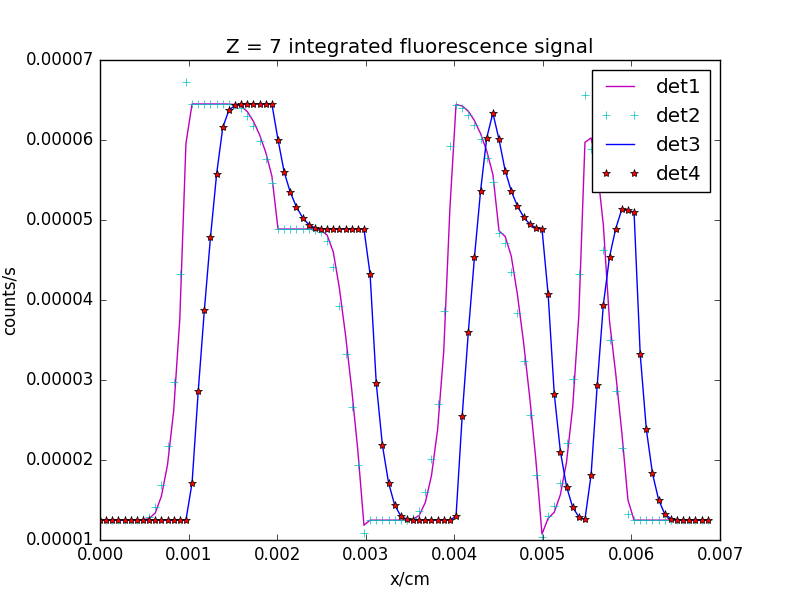 Z = 7 integrated fluorescence signal
0.00007
0.00006
0.00005
0.00004
0.00003
0.00002
0.00001
counts/s
det1
det2
det3
det4
0.000 0.001 0.002 0.003 0.004 0.005 0.006 0.007
x/cm